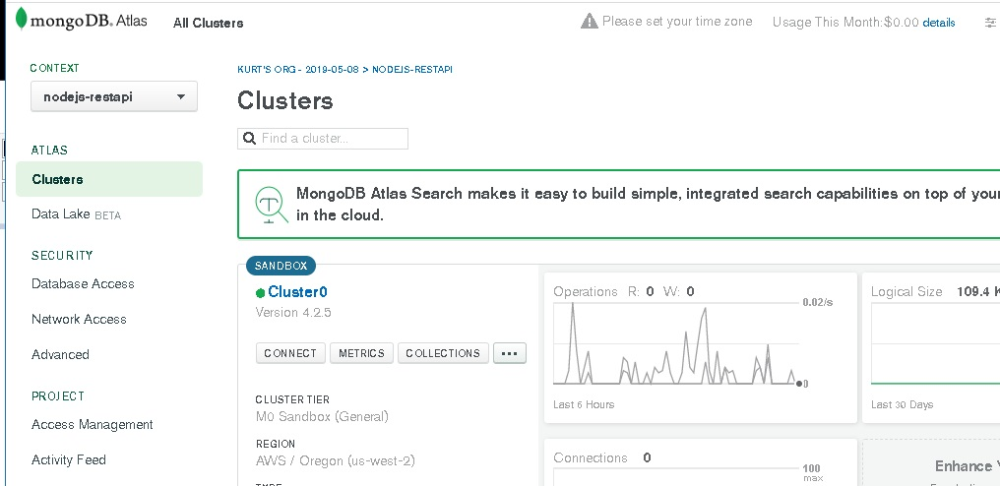 mongoDB. Atlas
All Clusters
Please set your time zone
Usage This Month: $0.00 details
CONTEXT
nodejs-restapi
ATLAS
Clusters
Data Lake BETA
SECURITY
Database Access
Network Access
Advanced
PROJECT
Access Management
Activity Feed
KURT'S ORG - 2019-05-08 > NODEJS-RESTAPI
Clusters
Find a cluster...
MongoDB Atlas Search makes it easy to build simple, integrated search capabilities on top of your
in the cloud.
SANDBOX
Cluster0
Version 4.2.5
CONNECT METRICS COLLECTIONS ...
CLUSTER TIER
M0 Sandbox (General)
REGION
AWS / Oregon (us-west-2)
Operations R: 0 W: 0
0.02/s
0
Last 6 Hours
Logical Size 109.4 K
Last 30 Days
Connections 0
100
max
Enhance